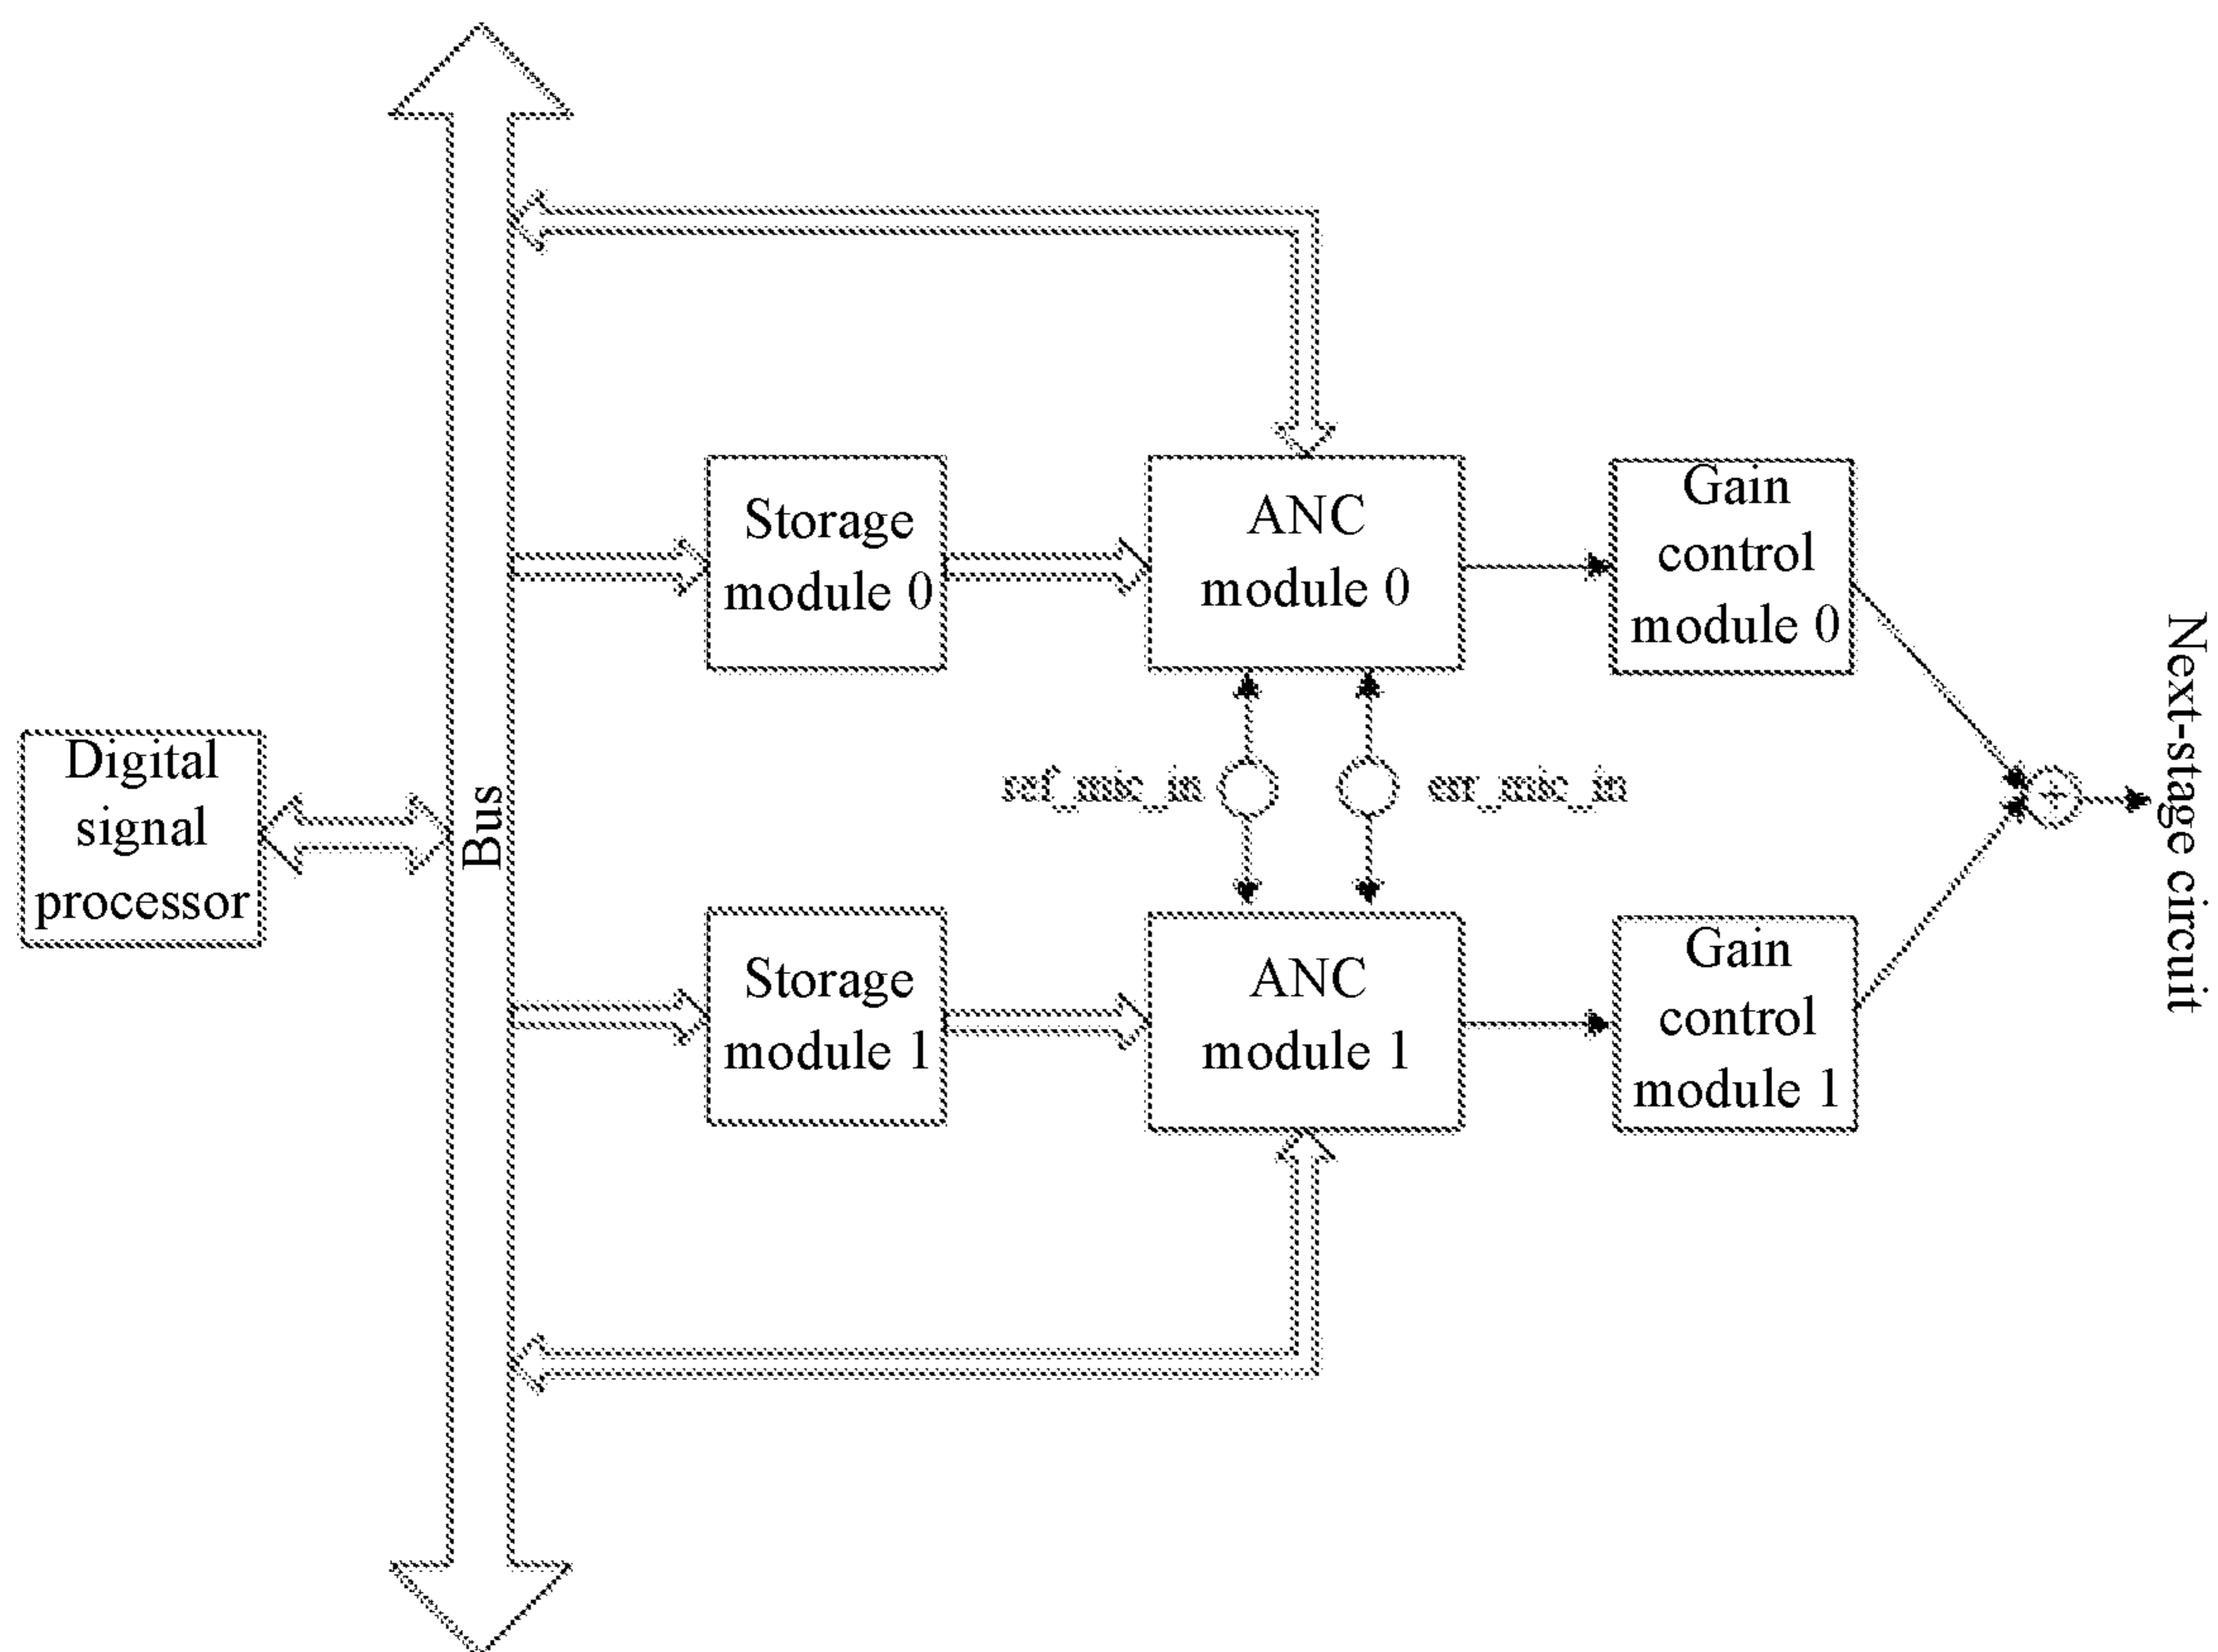 Digital
signal
processor
Bus
Storage
module 0
ANC
module 0
Gain
control
module 0
ref_mic_in
err_mic_in
Storage
module 1
ANC
module 1
Gain
control
module 1
+
Next-stage circuit